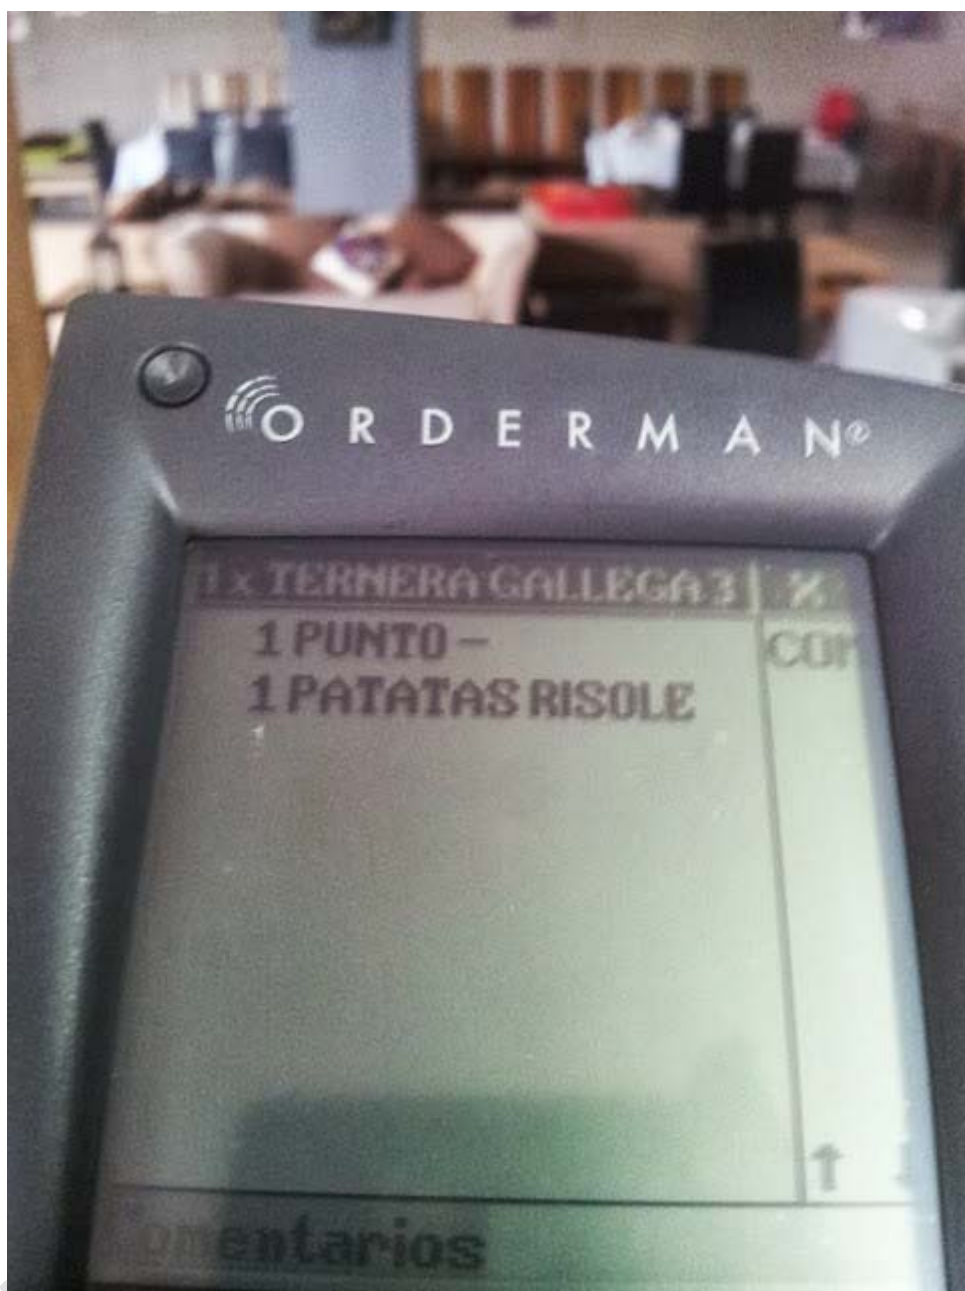 ORDERMAN
1x TERNERA GALLEGA 3
1 PUNTO -
1 PATATAS RISOLE